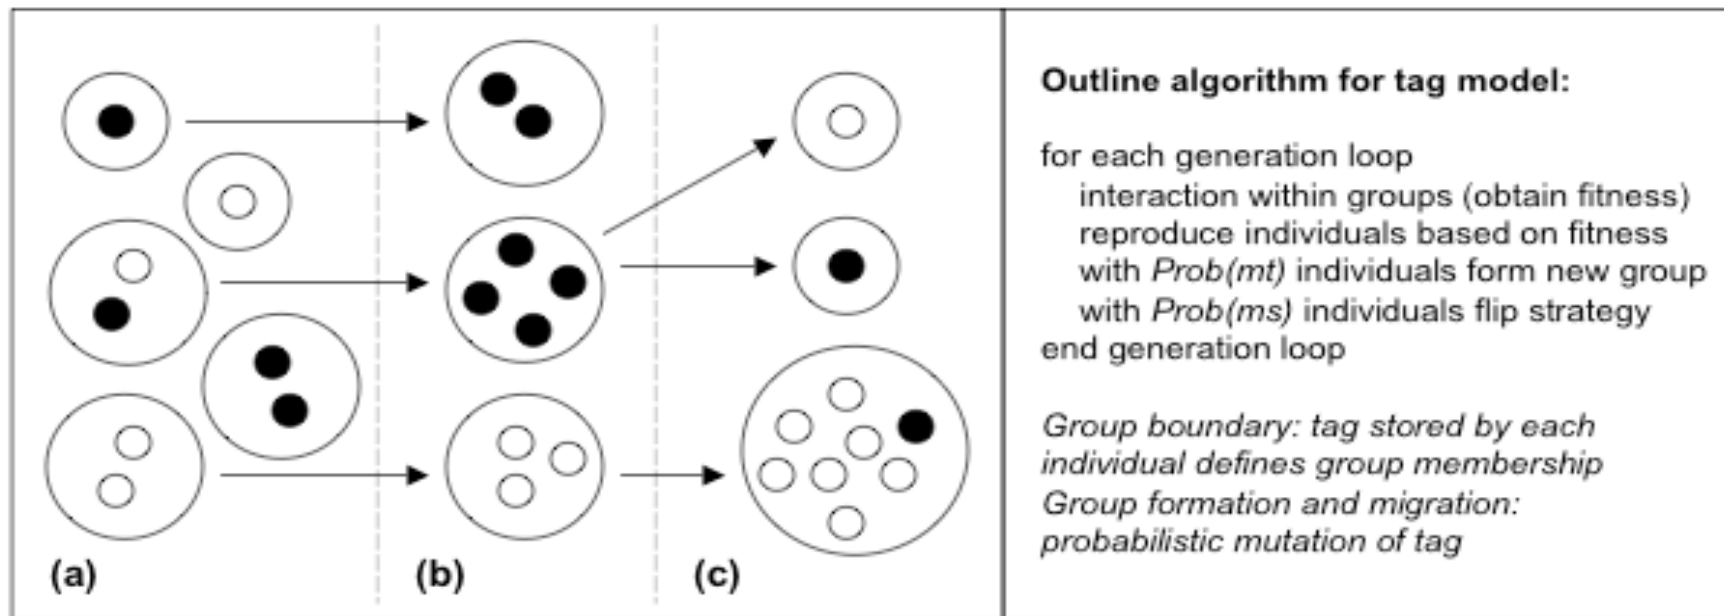 Outline algorithm for tag model:
for each generation loop
interaction within groups (obtain fitness)
reproduce individuals based on fitness
with Prob(mt) individuals form new group
with Prob(ms) individuals flip strategy
end generation loop
Group boundary: tag stored by each
individual defines group membership
Group formation and migration:
probabilistic mutation of tag
(a)
(b)
(c)